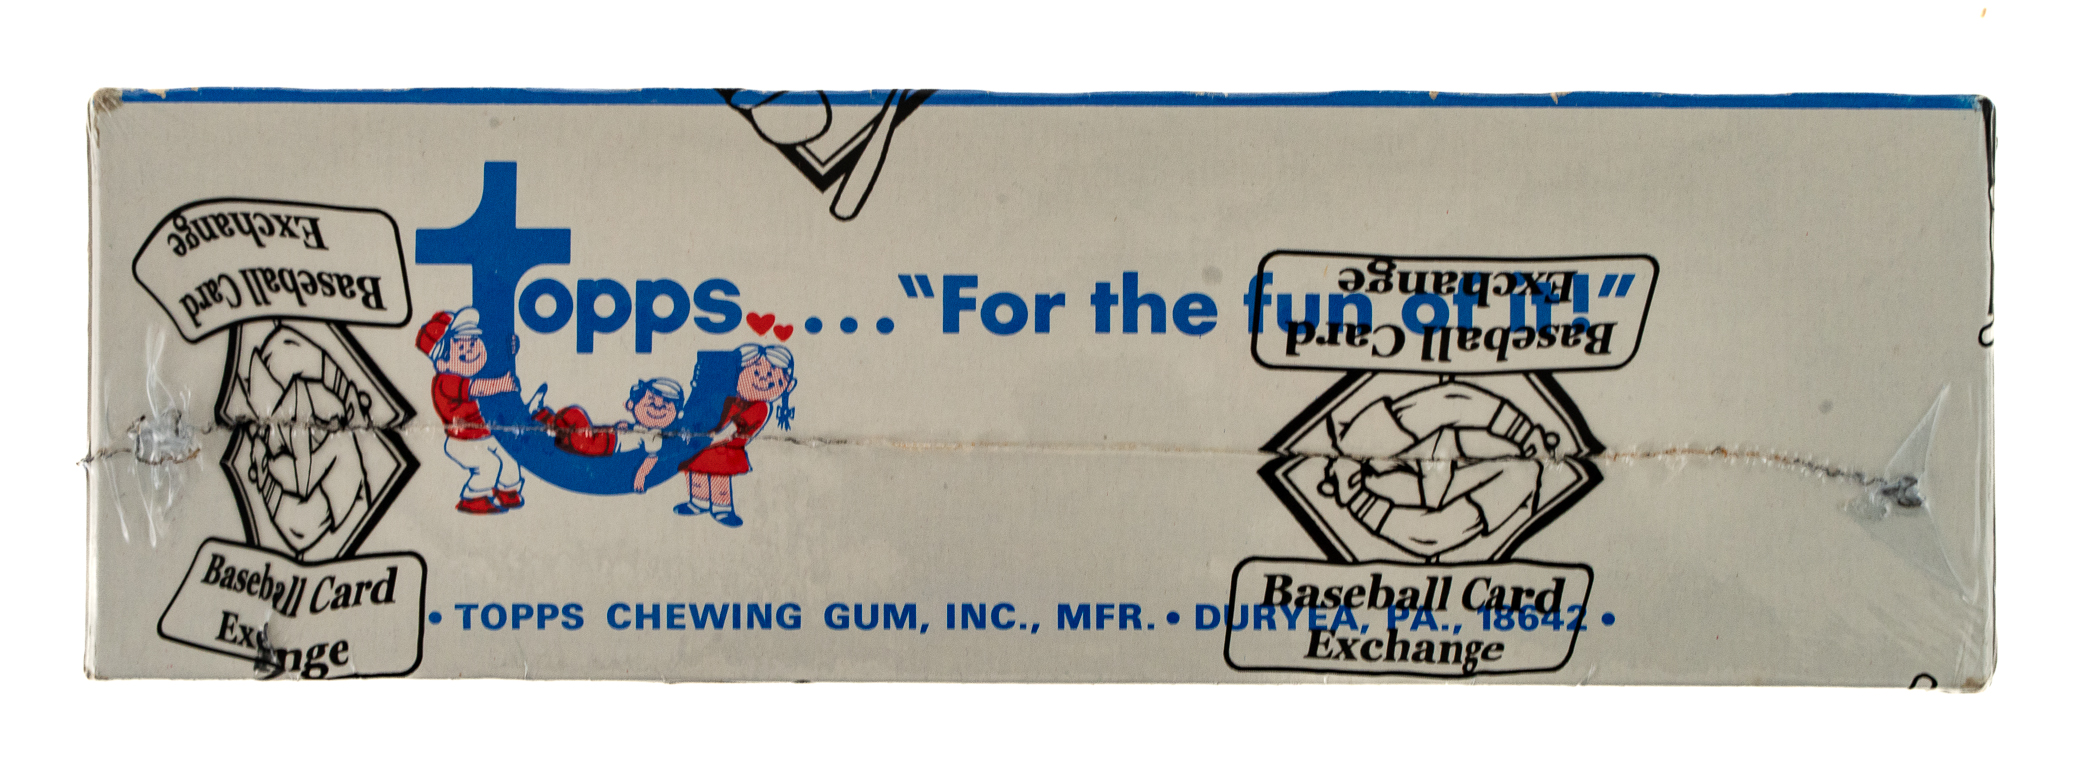 Exchange
Baseball Card
topps.... "For the fun of it!"
Exchange
Baseball Card
Baseball Card
Exchange
• TOPPS CHEWING GUM, INC., MFR. • DURYEA, PA., 18642 •
Baseball Card
Exchange